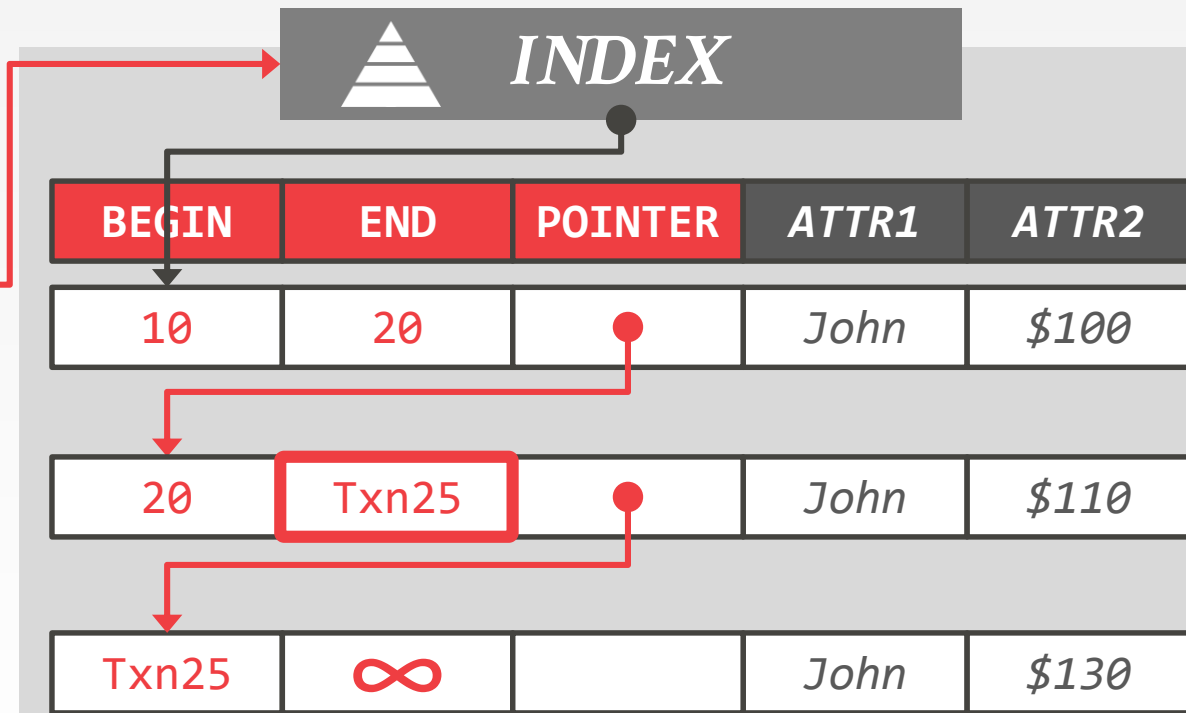 INDEX
BEGIN END POINTER ATTR1 ATTR2
10 20 John $100
20 Txn25 John $110
Txn25 ∞ John $130